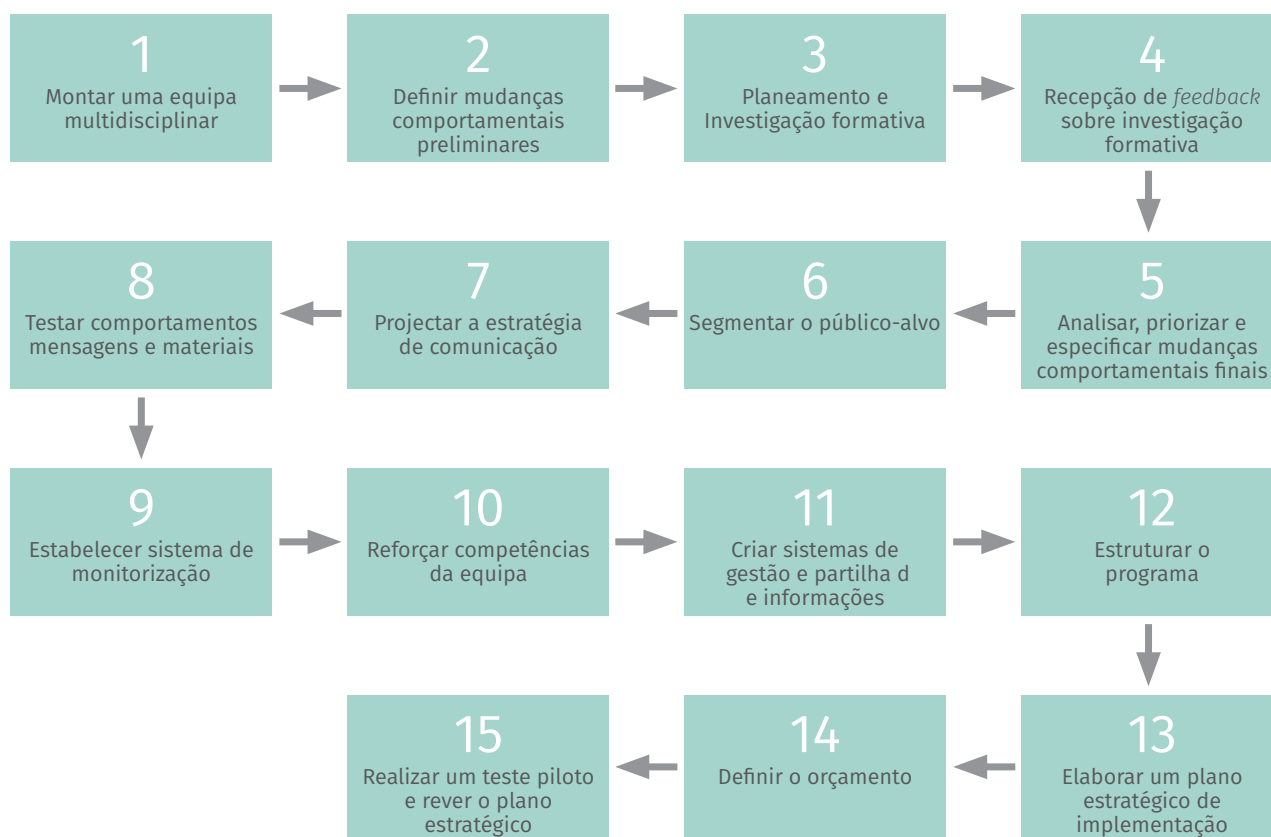 1
Montar uma equipa
multidisciplinar
2
Definir mudanças
comportamentais
preliminares
3
Planeamento e
Investigação formativa
4
Recepção de feedback
sobre investigação
formativa
5
Analisar, priorizar e
especificar mudanças
comportamentais finais
6
Segmentar o público-alvo
7
Projectar a estratégia
de comunicação
8
Testar comportamentos
mensagens e materiais
9
Estabelecer sistema de
monitorização
10
Reforçar competências
da equipa
11
Criar sistemas de
gestão e partilha d
e informações
12
Estruturar o
programa
13
Elaborar um plano
estratégico de
implementação
14
Definir o orçamento
15
Realizar um teste piloto
e rever o plano
estratégico